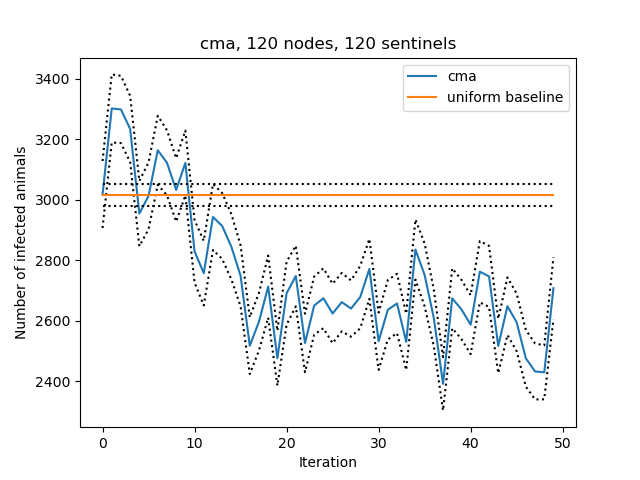 cma, 120 nodes, 120 sentinels
cma
uniform baseline
3400
3200
3000
2800
2600
2400
Number of infected animals
0 10 20 30 40 50
Iteration